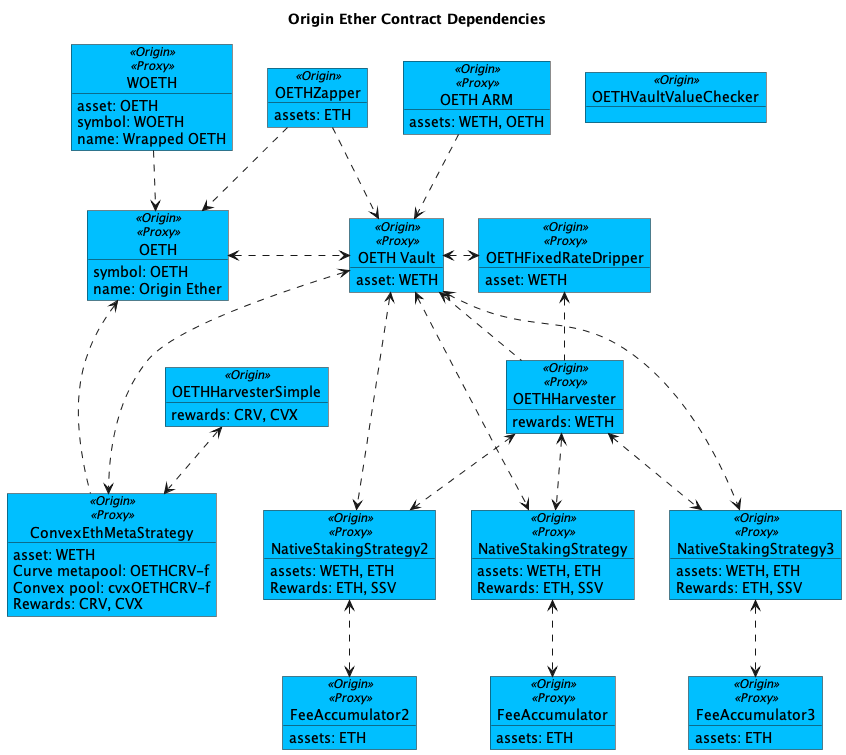 Origin Ether Contract Dependencies
«Origin»
«Proxy»
WOETH
asset: OETH
symbol: WOETH
name: Wrapped OETH
«Origin»
OETHZapper
assets: ETH
«Origin»
«Proxy»
OETH ARM
assets: WETH, OETH
«Origin»
OETHVaultValueChecker
«Origin»
«Proxy»
OETH
symbol: OETH
name: Origin Ether
«Origin»
«Proxy»
OETH Vault
asset: WETH
«Origin»
«Proxy»
OETHFixedRateDripper
asset: WETH
«Origin»
OETHHarvesterSimple
rewards: CRV, CVX
«Origin»
«Proxy»
OETHHarvester
rewards: WETH
«Origin»
«Proxy»
ConvexEthMetaStrategy
asset: WETH
Curve metapool: OETHCRV-f
Convex pool: cvxOETHCRV-f
Rewards: CRV, CVX
«Origin»
«Proxy»
NativeStakingStrategy2
assets: WETH, ETH
Rewards: ETH, SSV
«Origin»
«Proxy»
NativeStakingStrategy
assets: WETH, ETH
Rewards: ETH, SSV
«Origin»
«Proxy»
NativeStakingStrategy3
assets: WETH, ETH
Rewards: ETH, SSV
«Origin»
«Proxy»
FeeAccumulator2
assets: ETH
«Origin»
«Proxy»
FeeAccumulator
assets: ETH
«Origin»
«Proxy»
FeeAccumulator3
assets: ETH